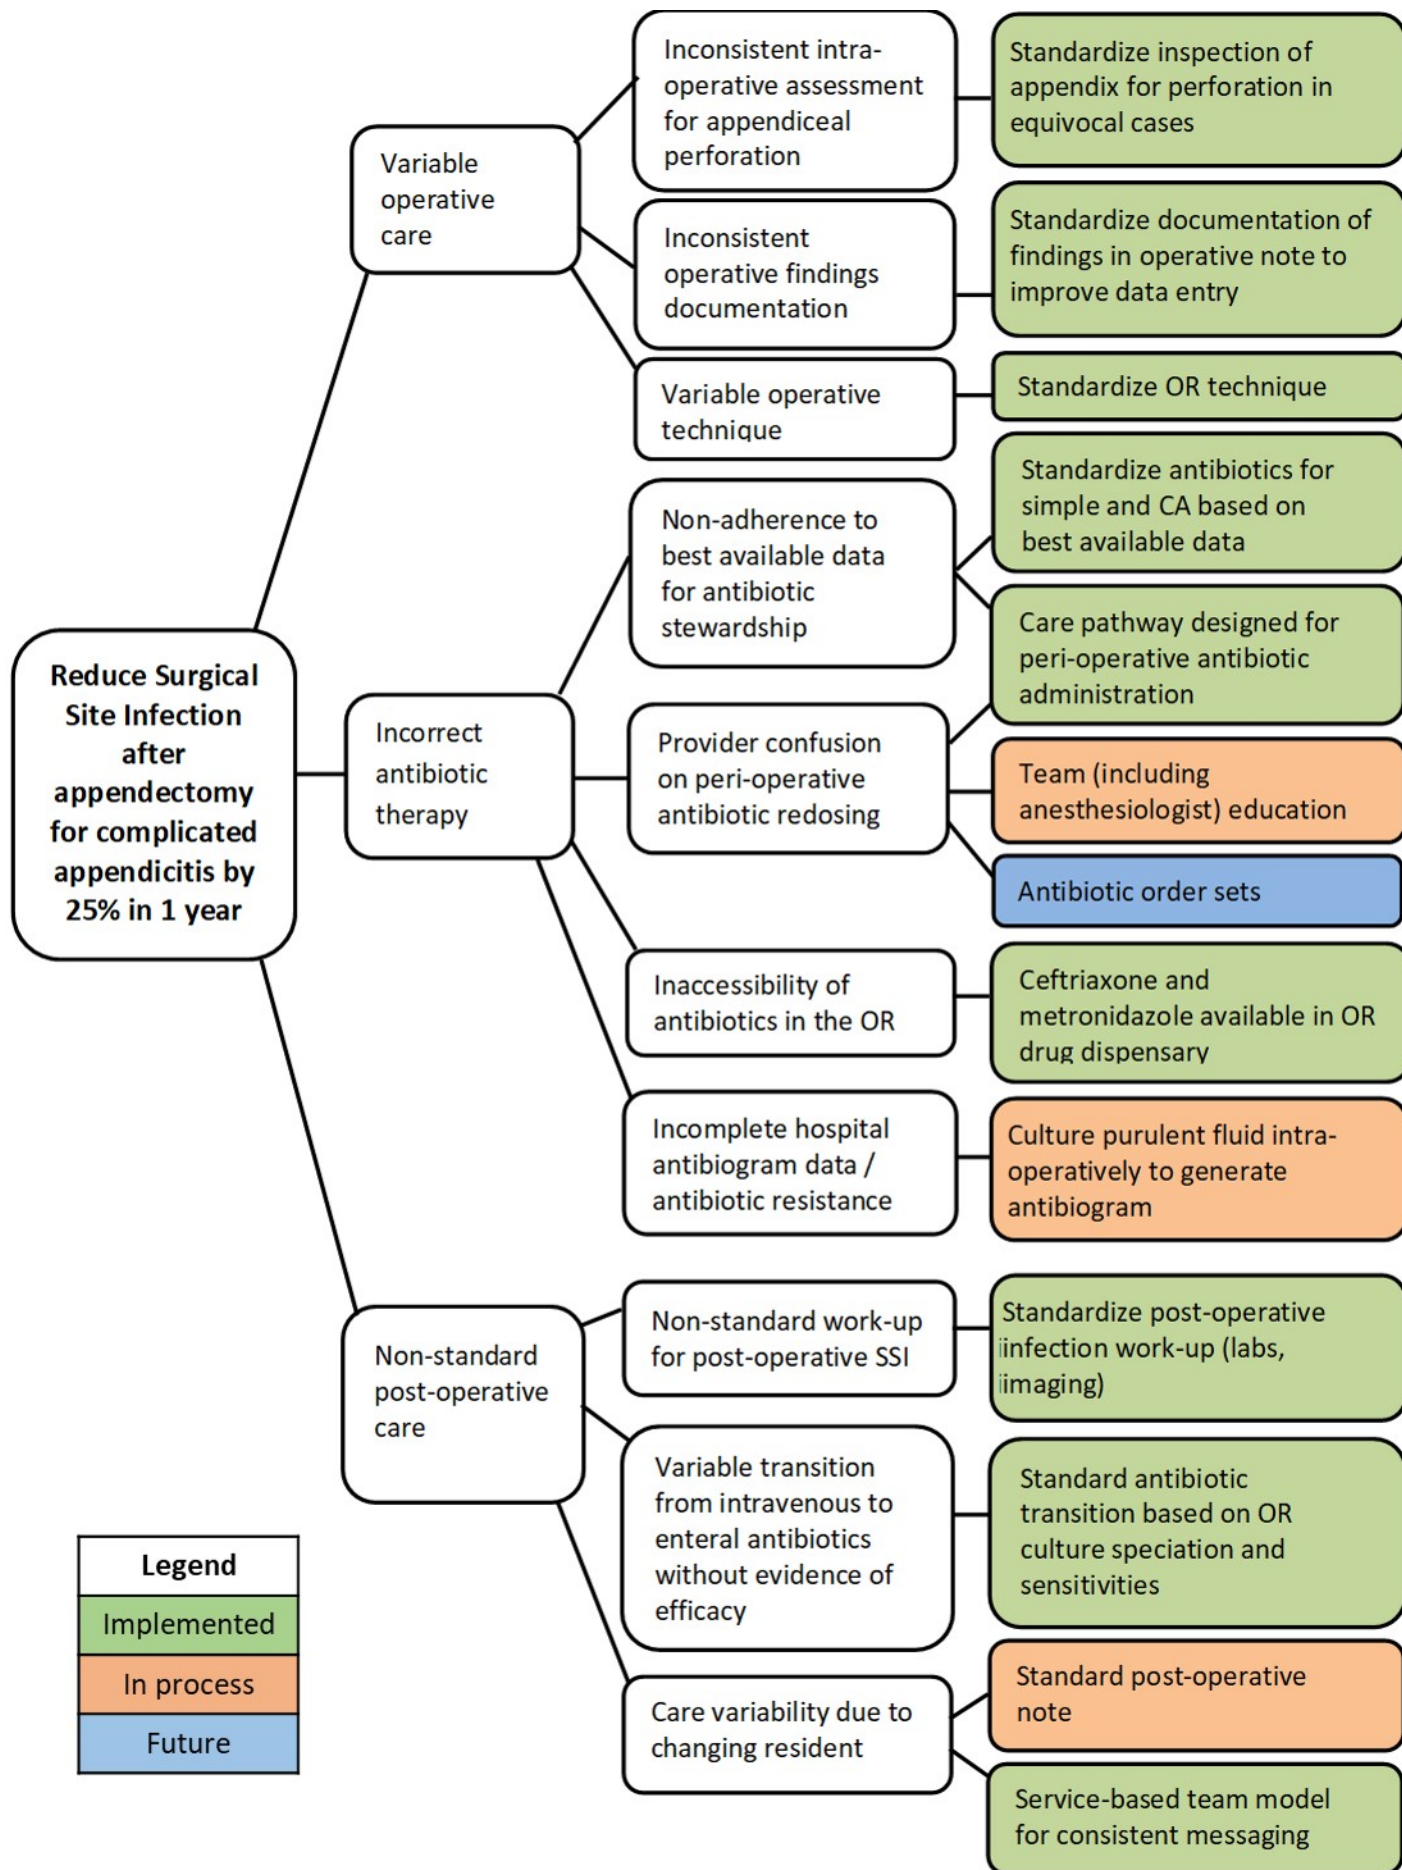 Reduce Surgical
Site Infection
after
appendectomy
for complicated
appendicitis by
25% in 1 year
Variable
operative
care
Inconsistent intra-
operative assessment
for appendiceal
perforation
Standardize inspection of
appendix for perforation in
equivocal cases
Inconsistent
operative findings
documentation
Standardize documentation of
findings in operative note to
improve data entry
Variable operative
technique
Standardize OR technique
Incorrect
antibiotic
therapy
Non-adherence to
best available data
for antibiotic
stewardship
Standardize antibiotics for
simple and CA based on
best available data
Care pathway designed for
peri-operative antibiotic
administration
Provider confusion
on peri-operative
antibiotic redosing
Team (including
anesthesiologist) education
Antibiotic order sets
Inaccessibility of
antibiotics in the OR
Ceftriaxone and
metronidazole available in OR
drug dispensary
Incomplete hospital
antibiogram data /
antibiotic resistance
Culture purulent fluid intra-
operatively to generate
antibiogram
Non-standard
post-operative
care
Non-standard work-up
for post-operative SSI
Standardize post-operative
iinfection work-up (labs,
iimaging)
Variable transition
from intravenous to
enteral antibiotics
without evidence of
efficacy
Standard antibiotic
transition based on OR
culture speciation and
sensitivities
Care variability due to
changing resident
Standard post-operative
note
Service-based team model
for consistent messaging
Legend
Implemented
In process
Future